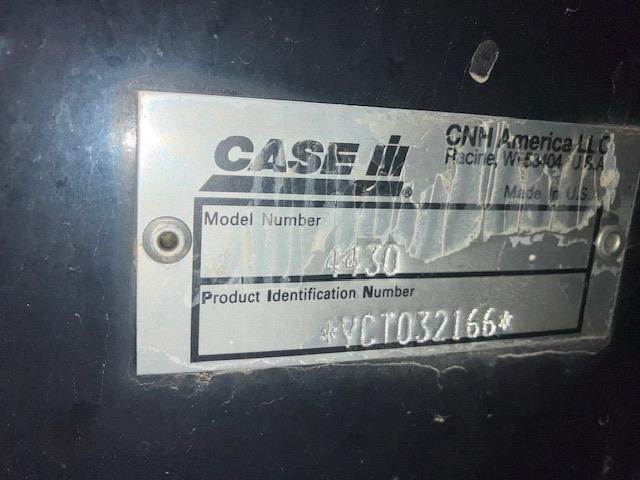 CASE IH®
CNH America LLC
Racine, WI 53404 U.S.A.
Made in U.S.
Model Number
4430
Product Identification Number
*YCT032166*